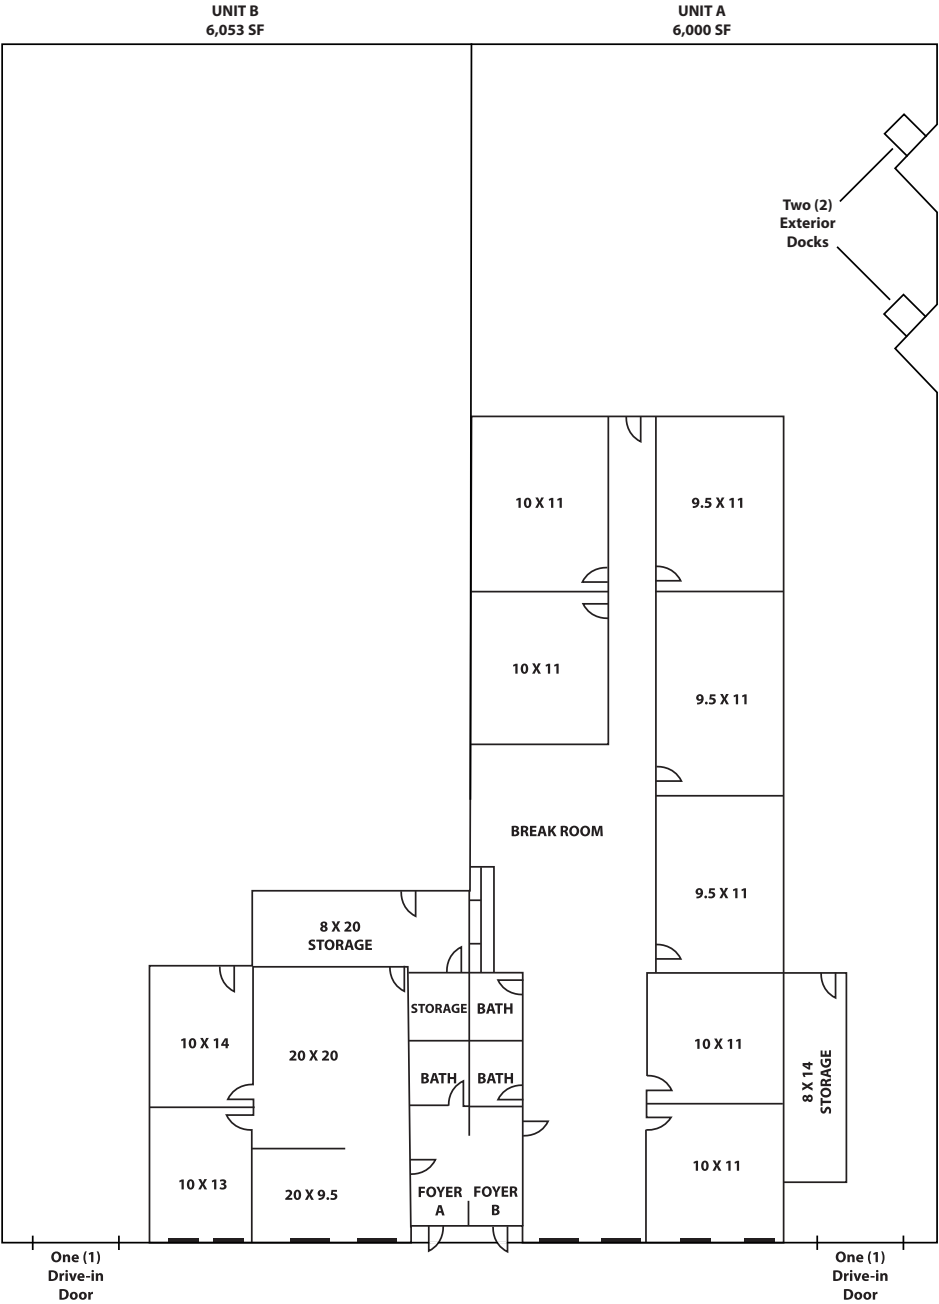 UNIT B
6,053 SF
UNIT A
6,000 SF
Two (2)
Exterior
Docks
10 X 11
9.5 X 11
10 X 11
9.5 X 11
BREAK ROOM
9.5 X 11
8 X 20
STORAGE
STORAGE
BATH
10 X 14
20 X 20
10 X 11
8 X 14
STORAGE
BATH
BATH
10 X 11
10 X 13
20 X 9.5
FOYER
A
FOYER
B
One (1)
Drive-in
Door
One (1)
Drive-in
Door